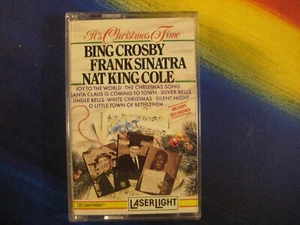 It's Christmas Time
BING CROSBY
FRANK SINATRA
NAT KING COLE
JOY TO THE WORLD · THE CHRISTMAS SONG
SANTA CLAUS IS COMING TO TOWN · SILVER BELLS
JINGLE BELLS · WHITE CHRISTMAS · SILENT NIGHT
O LITTLE TOWN OF BETHLEHEM
LASERLIGHT